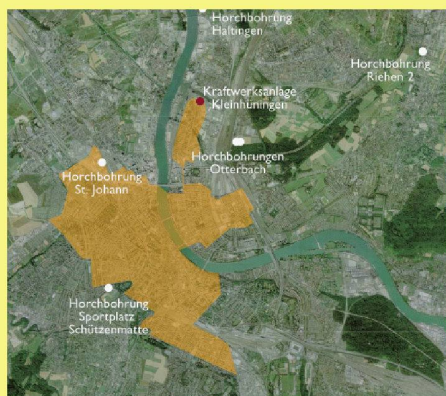 Horchbohrung
Haltingen
Horchbohrung
Riehen 2
Kraftwerksanlage
Kleinhüningen
Horchbohrungen
Otterbach
Horchbohrung
St. Johann
Horchbohrung
Sportplatz
Schützenmatte